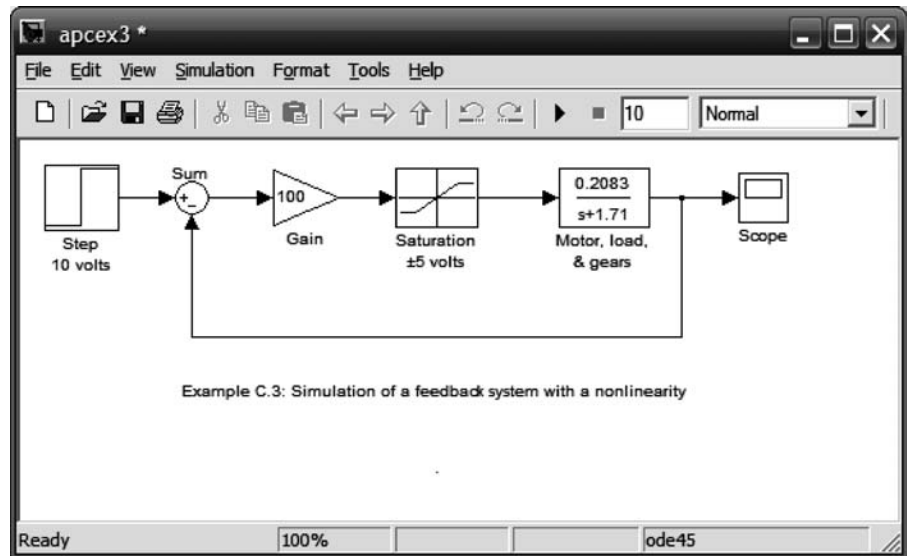 apcex3 *
File Edit View Simulation Format Tools Help
10 Normal
Sum
+
-
100
0.2083
s+1.71
Step
10 volts
Gain
Saturation
±5 volts
Motor, load,
& gears
Scope
Example C.3: Simulation of a feedback system with a nonlinearity
Ready 100% ode45